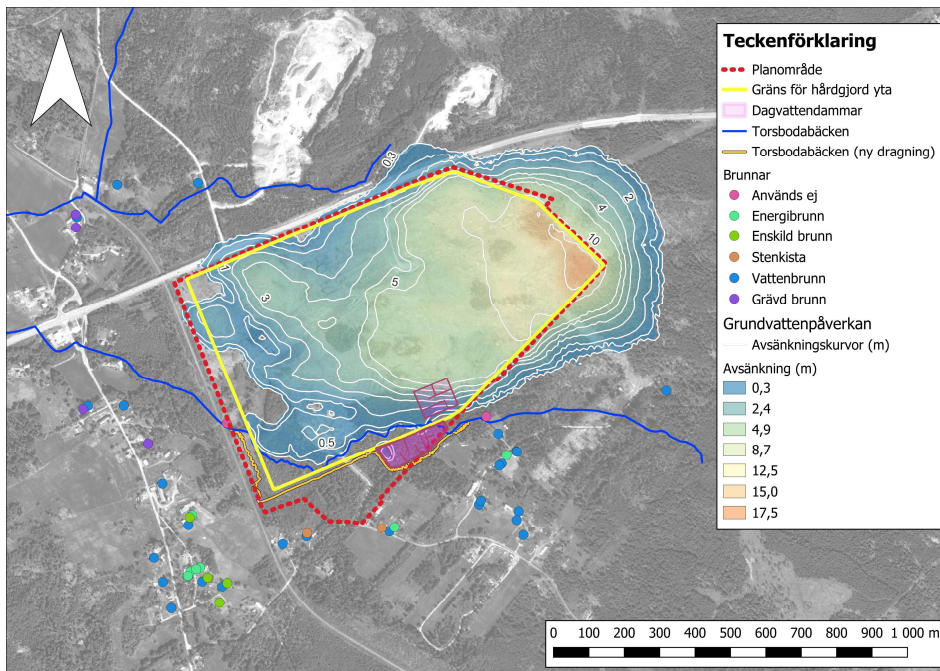 Teckenförklaring
Planområde
Gräns för hårdgjord yta
Dagvattendammar
Torsbodabäcken
Torsbodabäcken (ny dragning)
Brunnar
Används ej
Energibrunn
Enskild brunn
Stenkista
Vattenbrunn
Grävd brunn
Grundvattenpåverkan
Avsänkningskurvor (m)
Avsänkning (m)
0,3
2,4
4,9
8,7
12,5
15,0
17,5
0.3
2
4
10
1
3
5
0.5
0 100 200 300 400 500 600 700 800 900 1 000 m